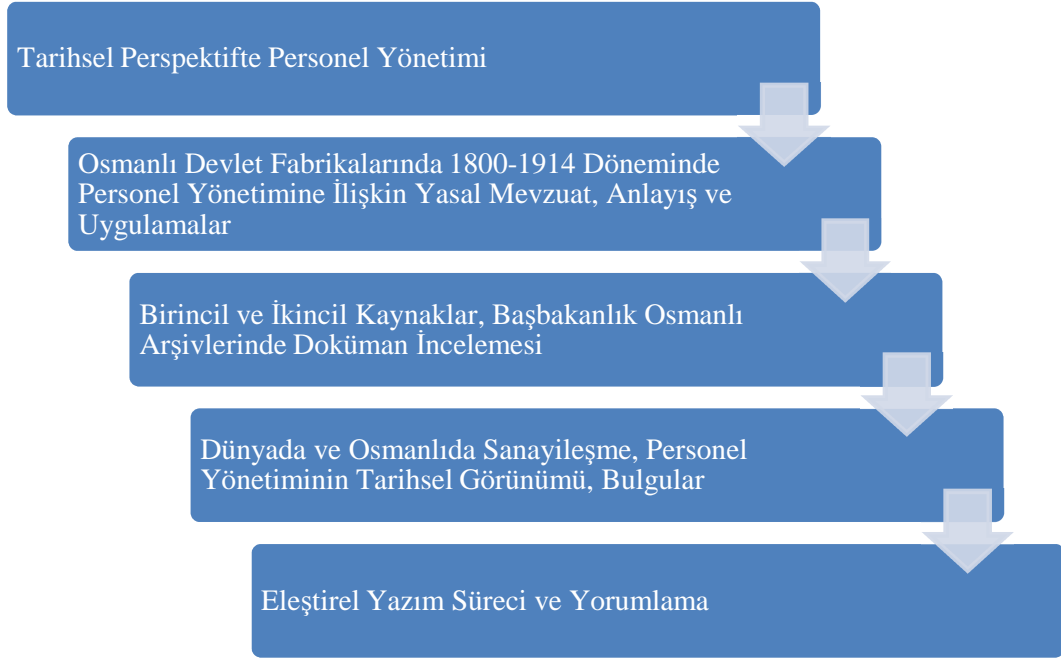 Tarihsel Perspektifte Personel Yönetimi
Osmanlı Devlet Fabrikalarında 1800-1914 Döneminde
Personel Yönetimine İlişkin Yasal Mevzuat, Anlayış ve
Uygulamalar
Birincil ve İkincil Kaynaklar, Başbakanlık Osmanlı
Arşivlerinde Doküman İncelemesi
Dünyada ve Osmanlıda Sanayileşme, Personel
Yönetiminin Tarihsel Görünümü, Bulgular
Eleştirel Yazım Süreci ve Yorumlama